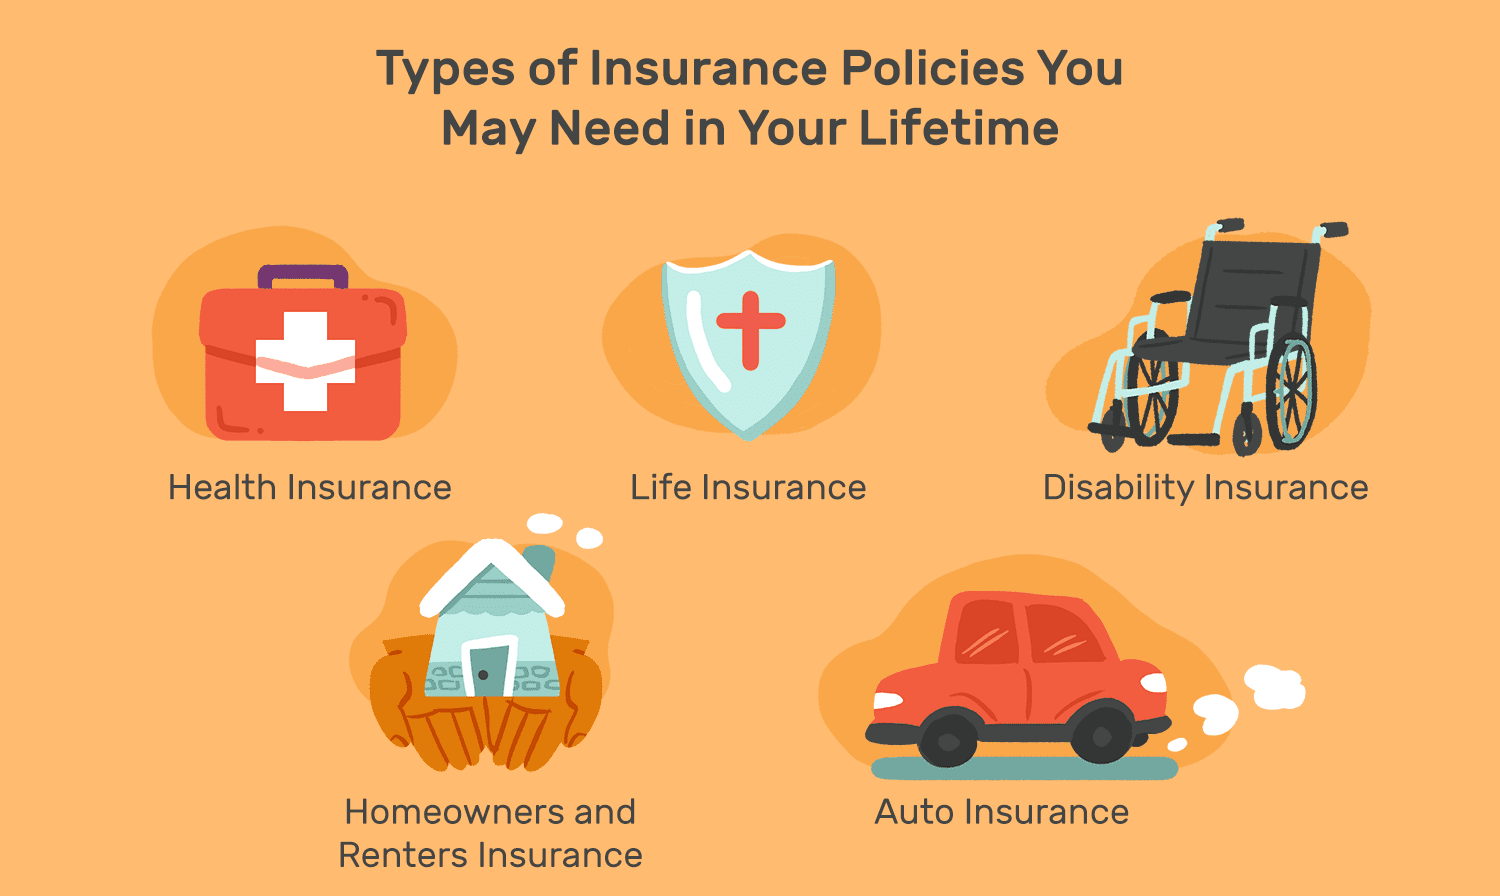 Types of Insurance Policies You
May Need in Your Lifetime
Health Insurance
Life Insurance
Disability Insurance
Homeowners and
Renters Insurance
Auto Insurance